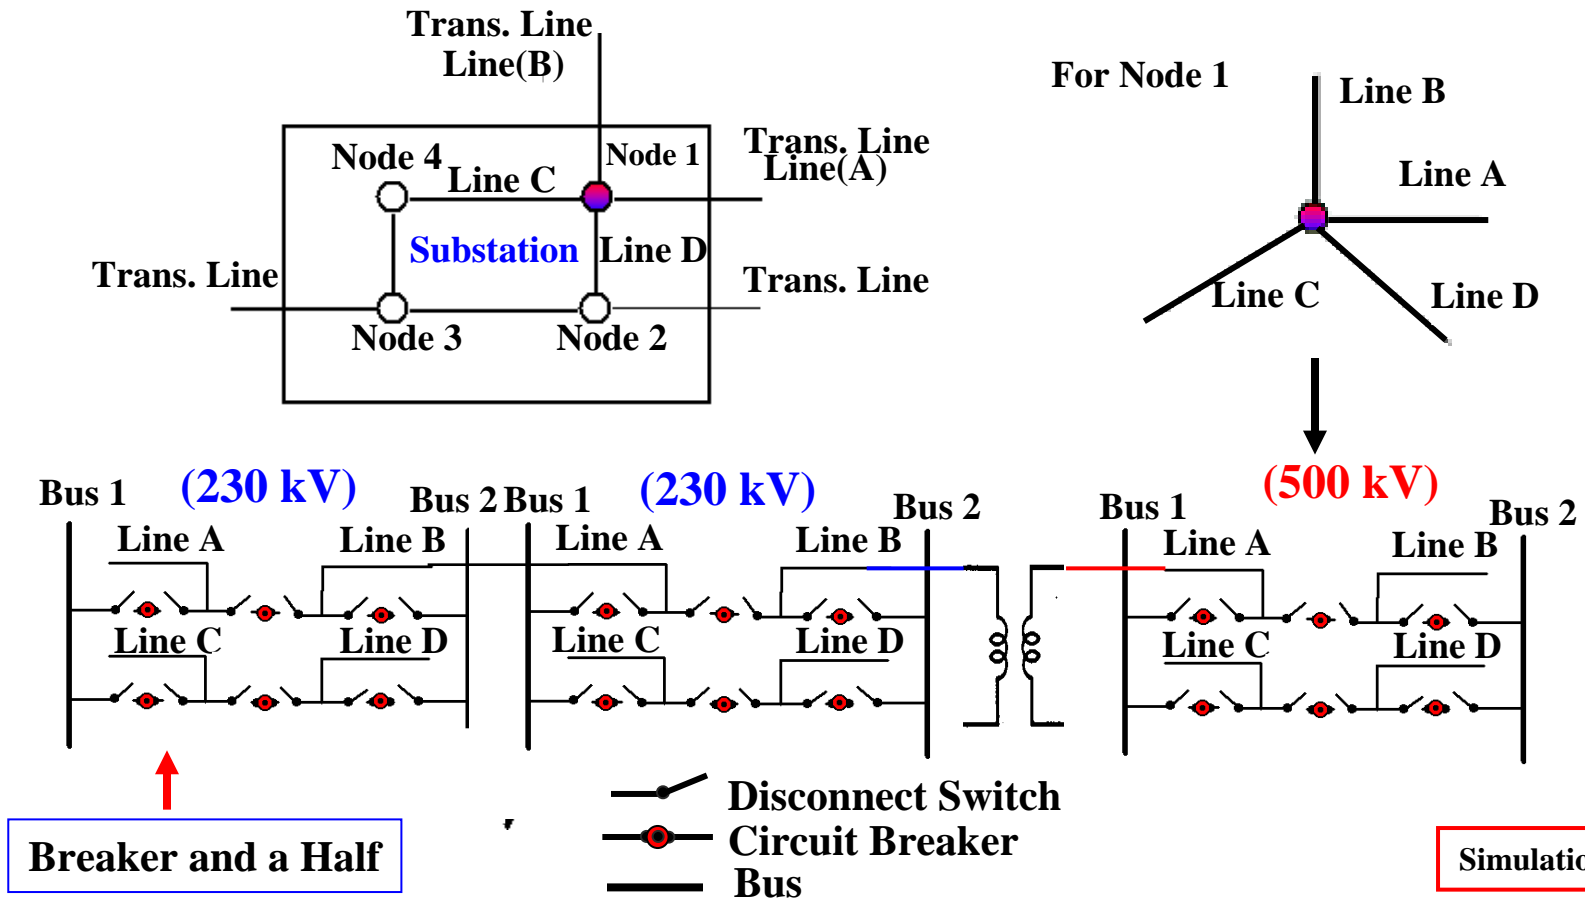 Trans. Line
Line(B)
For Node 1
Line B
Node 4
Node 1
Trans. Line
Line(A)
Line C
Line A
Substation
Line D
Trans. Line
Trans. Line
Line C
Line D
Node 3
Node 2
Bus 1
(230 kV)
Bus 2
Bus 1
(230 kV)
Bus 2
Bus 1
(500 kV)
Bus 2
Line A
Line B
Line A
Line B
Line A
Line B
Line C
Line D
Line C
Line D
Line C
Line D
Disconnect Switch
Circuit Breaker
Bus
Breaker and a Half
Simulatio